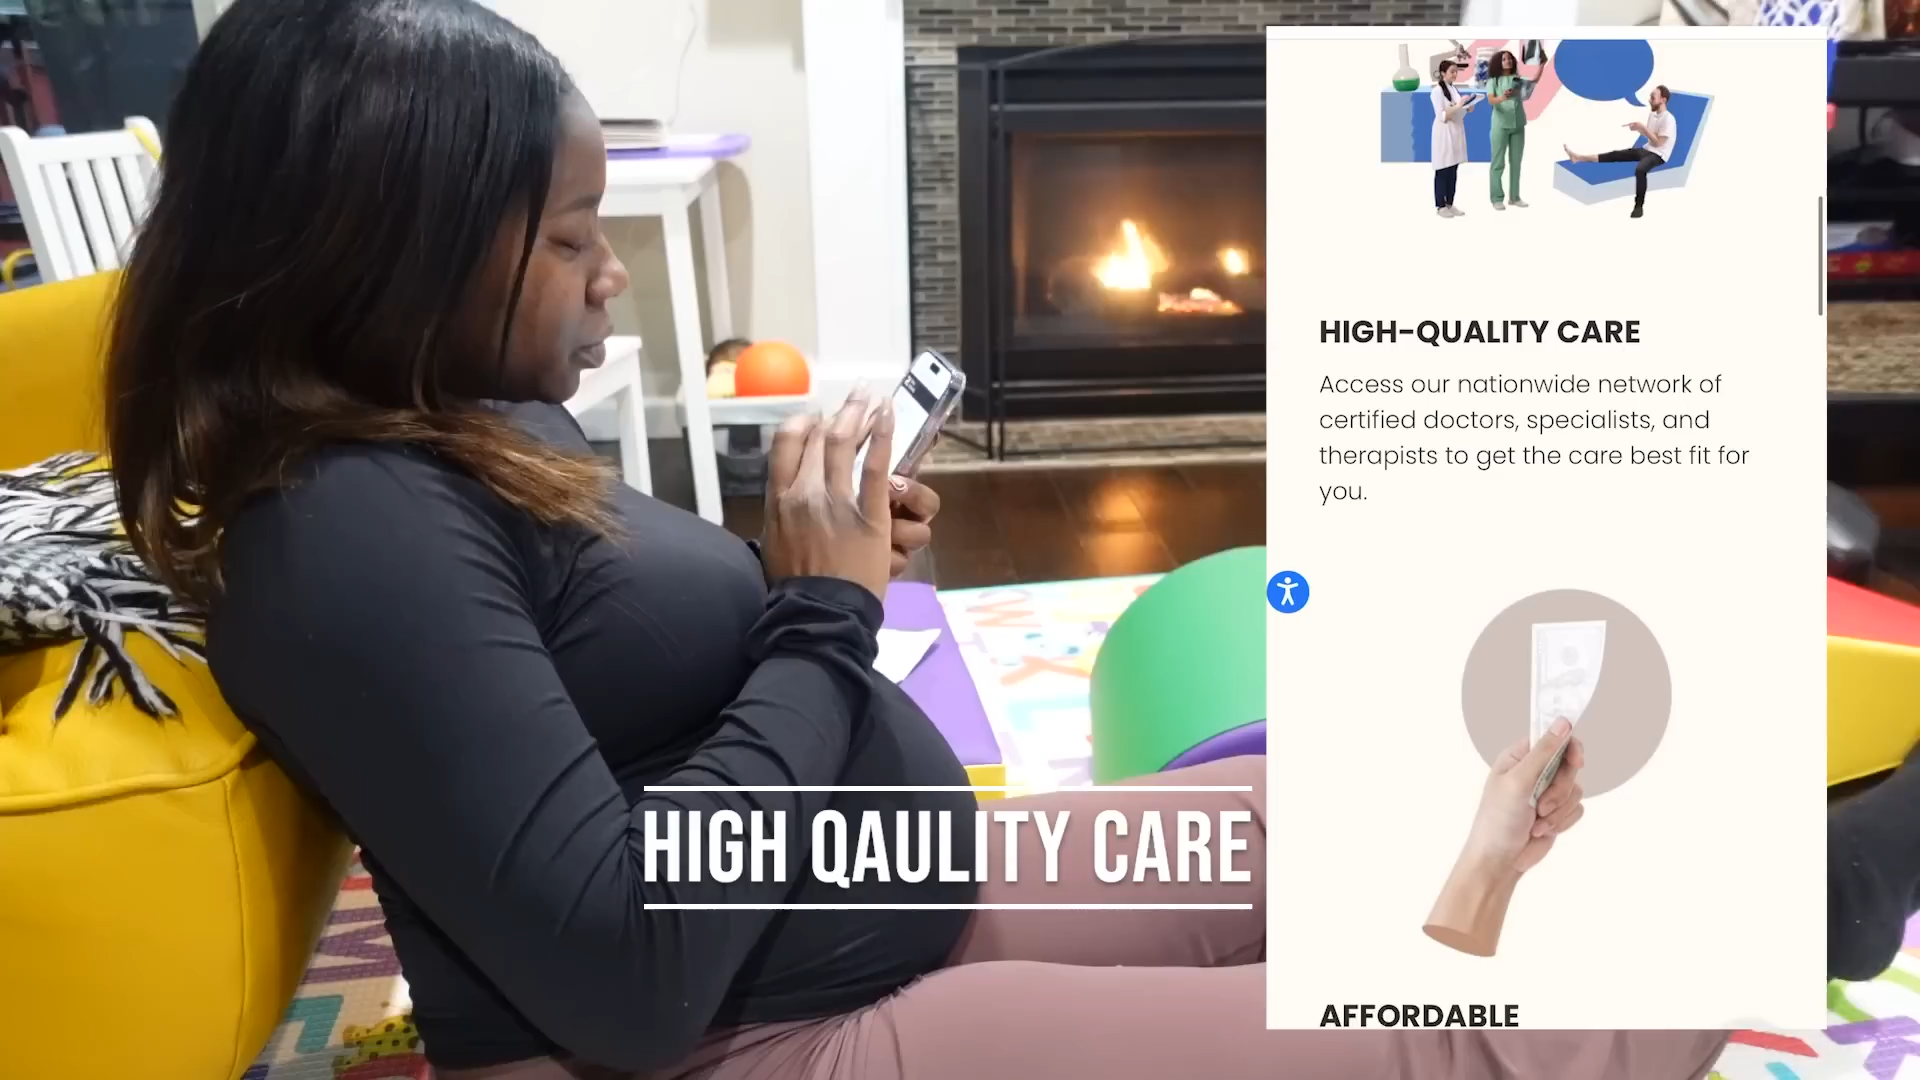 HIGH-QUALITY CARE
Access our nationwide network of
certified doctors, specialists, and
therapists to get the care best fit for
you.
HIGH QAULITY CARE
AFFORDABLE